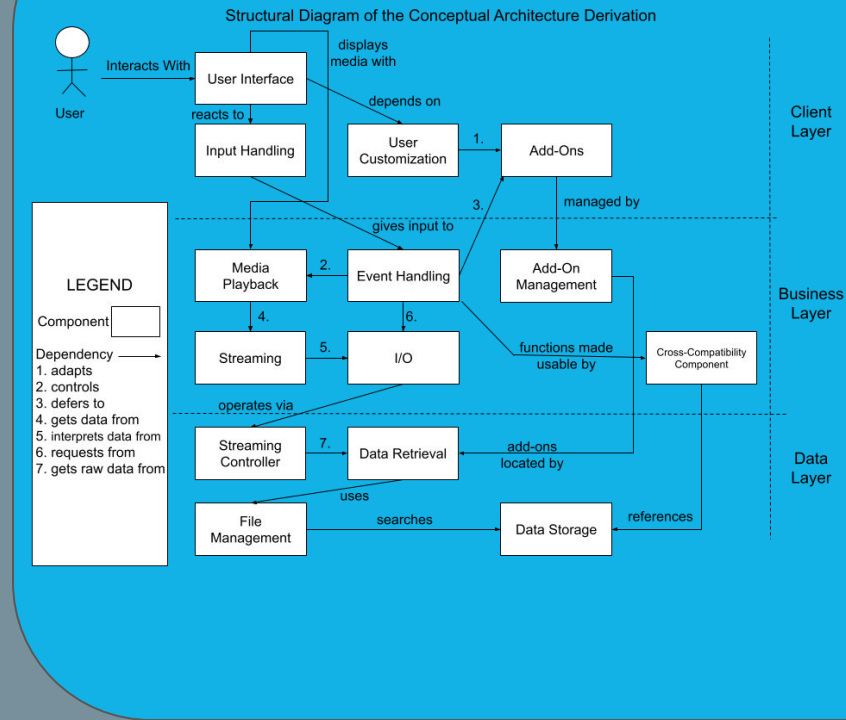 Structural Diagram of the Conceptual Architecture Derivation
displays
media with
Interacts With
User Interface
User
depends on
reacts to
Input Handling
User
Customization
1.
Add-Ons
Client
Layer
3.
managed by
gives input to
LEGEND
Component
Dependency
1. adapts
2. controls
3. defers to
4. gets data from
5. interprets data from
6. requests from
7. gets raw data from
Media
Playback
2.
Event Handling
Add-On
Management
Business
Layer
4.
6.
Streaming
5.
I/O
functions made
usable by
Cross-Compatibility
Component
operates via
Streaming
Controller
7.
Data Retrieval
add-ons
located by
Data
Layer
uses
File
Management
searches
Data Storage
references